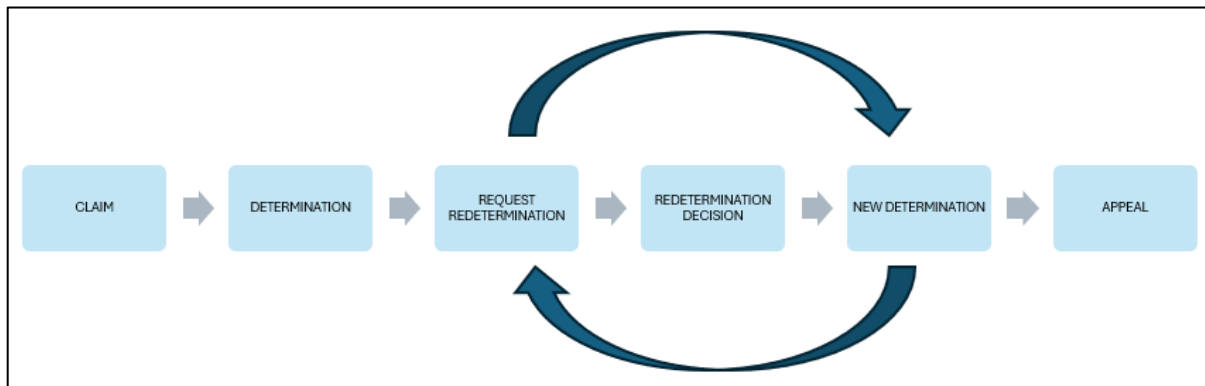 CLAIM
DETERMINATION
REQUEST
REDETERMINATION
REDETERMINATION
DECISION
NEW DETERMINATION
APPEAL